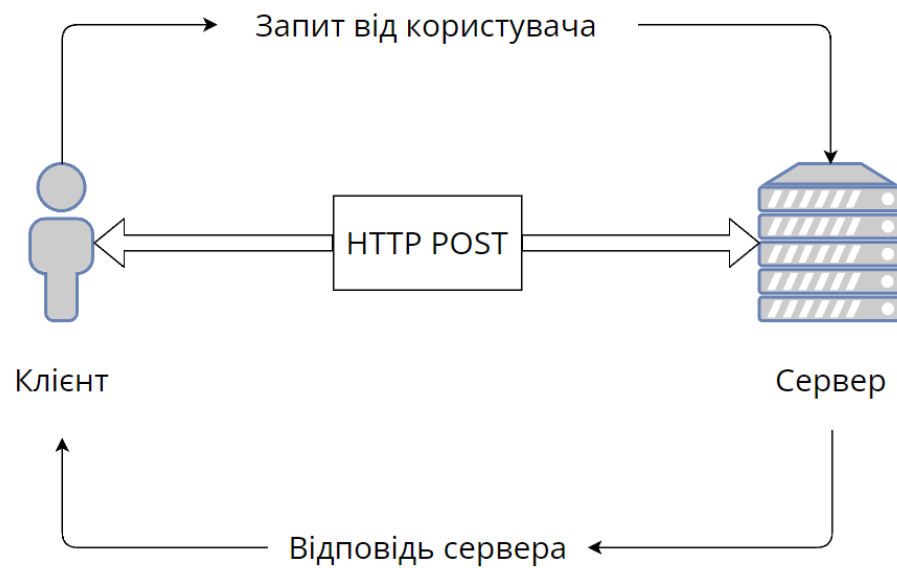 Запит від користувача
HTTP POST
Клієнт
Сервер
Відповідь сервера